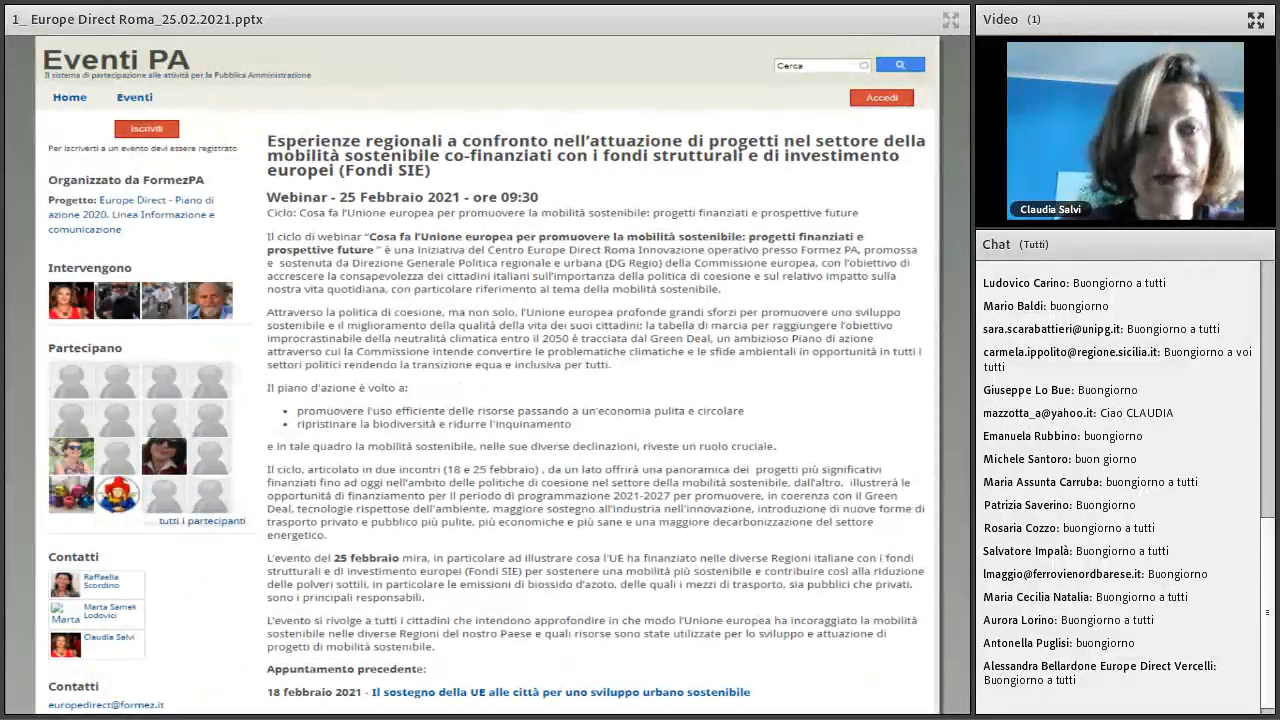 1_ Europe Direct Roma_25.02.2021.pptx
Eventi PA
Il sistema di partecipazione alle attività per la Pubblica Amministrazione
Cerca
Home
Eventi
Accedi
Iscriviti
Per iscriverti a un evento devi essere registrato
Organizzato da FormezPA
Progetto: Europe Direct - Piano di
azione 2020. Linea Informazione e
comunicazione
Intervengono
Partecipano
tutti i partecipanti
Contatti
Raffaella
Scordino
Marta
Marta Samek
Lodovici
Claudia Salvi
Contatti
europedirect@formez.it
Esperienze regionali a confronto nell’attuazione di progetti nel settore della
mobilità sostenibile co-finanziati con i fondi strutturali e di investimento
europei (Fondi SIE)
Webinar - 25 Febbraio 2021 - ore 09:30
Ciclo: Cosa fa l’Unione europea per promuovere la mobilità sostenibile: progetti finanziati e prospettive future
Il ciclo di webinar “Cosa fa l’Unione europea per promuovere la mobilità sostenibile: progetti finanziati e
prospettive future ” è una iniziativa del Centro Europe Direct Roma Innovazione operativo presso Formez PA, promossa
e sostenuta da Direzione Generale Politica regionale e urbana (DG Regio) della Commissione europea, con l’obiettivo di
accrescere la consapevolezza dei cittadini italiani sull’importanza della politica di coesione e sul relativo impatto sulla
nostra vita quotidiana, con particolare riferimento al tema della mobilità sostenibile.
Attraverso la politica di coesione, ma non solo, l’Unione europea profonde grandi sforzi per promuovere uno sviluppo
sostenibile e il miglioramento della qualità della vita dei suoi cittadini; la tabella di marcia per raggiungere l’obiettivo
improcrastinabile della neutralità climatica entro il 2050 è tracciata dal Green Deal, un ambizioso Piano di azione
attraverso cui la Commissione intende convertire le problematiche climatiche e le sfide ambientali in opportunità in tutti i
settori politici rendendo la transizione equa e inclusiva per tutti.
Il piano d'azione è volto a:
• promuovere l'uso efficiente delle risorse passando a un'economia pulita e circolare
• ripristinare la biodiversità e ridurre l'inquinamento
e in tale quadro la mobilità sostenibile, nelle sue diverse declinazioni, riveste un ruolo cruciale.
Il ciclo, articolato in due incontri (18 e 25 febbraio) , da un lato offrirà una panoramica dei progetti più significativi
finanziati fino ad oggi nell’ambito delle politiche di coesione nel settore della mobilità sostenibile, dall’altro, illustrerà le
opportunità di finanziamento per il periodo di programmazione 2021-2027 per promuovere, in coerenza con il Green
Deal, tecnologie rispettose dell’ambiente, maggiore sostegno all’industria nell’innovazione, introduzione di nuove forme di
trasporto privato e pubblico più pulite, più economiche e più sane e una maggiore decarbonizzazione del settore
energetico.
L’evento del 25 febbraio mira, in particolare ad illustrare cosa l’UE ha finanziato nelle diverse Regioni italiane con i fondi
strutturali e di investimento europei (Fondi SIE) per sostenere una mobilità più sostenibile e contribuire così alla riduzione
delle polveri sottili, in particolare le emissioni di biossido d’azoto, delle quali i mezzi di trasporto, sia pubblici che privati,
sono i principali responsabili.
L’evento si rivolge a tutti i cittadini che intendono approfondire in che modo l’Unione europea ha incoraggiato la mobilità
sostenibile nelle diverse Regioni del nostro Paese e quali risorse sono state utilizzate per lo sviluppo e attuazione di
progetti di mobilità sostenibile.
Appuntamento precedente:
18 febbraio 2021 - Il sostegno della UE alle città per uno sviluppo urbano sostenibile
Video (1)
Claudia Salvi
Chat (Tutti)
Ludovico Carino: Buongiorno a tutti
Mario Baldi: buongiorno
sara.scarabattieri@unipg.it: Buongiorno a tutti
carmela.ippolito@regione.sicilia.it: Buongiorno a voi
tutti
Giuseppe Lo Bue: Buongiorno
mazzotta_a@yahoo.it: Ciao CLAUDIA
Emanuela Rubbino: buongiorno
Michele Santoro: buon giorno
Maria Assunta Carruba: buongiorno a tutti
Patrizia Saverino: Buongiorno
Rosaria Cozzo: buongiorno a tutti
Salvatore Impalà: Buongiorno a tutti
lmaggio@ferrovienordbarese.it: Buongiorno
Maria Cecilia Natalia: Buongiorno a tutti
Aurora Lorino: Buongiorno a tutti
Antonella Puglisi: buongiorno
Alessandra Bellardone Europe Direct Vercelli:
Buongiorno a tutti